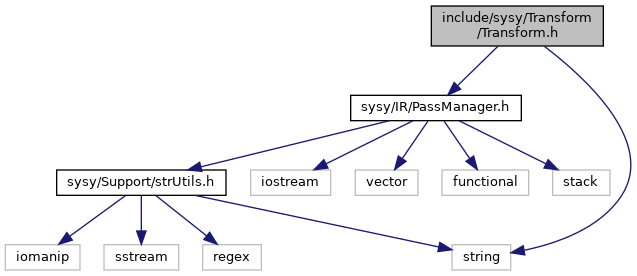 include/sysy/Transform
/Transform.h
sysy/IR/PassManager.h
sysy/Support/strUtils.h
iostream
vector
functional
stack
iomanip
sstream
regex
string